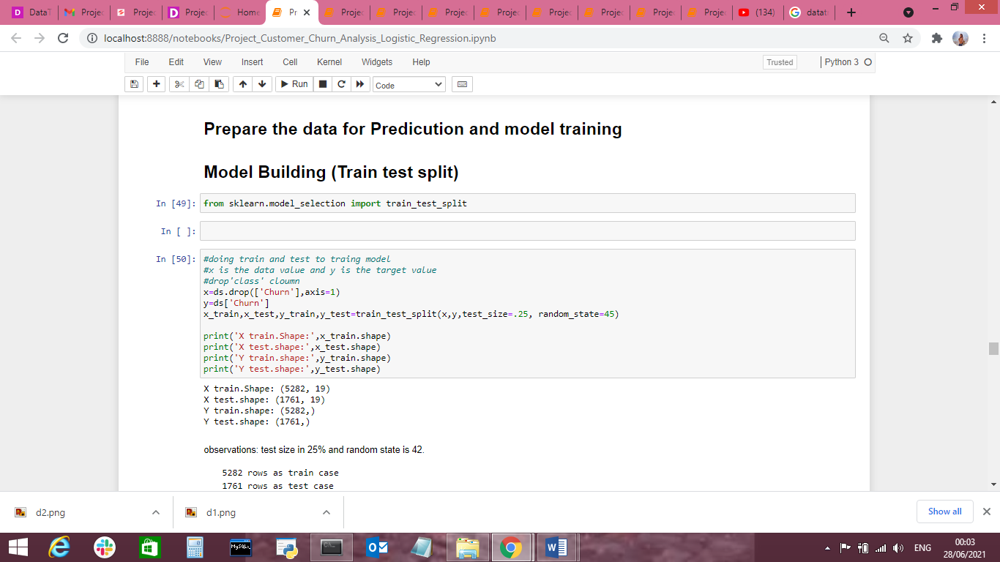 DataT
Projec
Projec
Projec
Home
Pr
Projec
Projec
Projec
Projec
Projec
Projec
Projec
Projec
(134)
datat
localhost:8888/notebooks/Project_Customer_Churn_Analysis_Logistic_Regression.ipynb
File Edit View Insert Cell Kernel Widgets Help Trusted Python 3
Run Code
Prepare the data for Predicution and model training
Model Building (Train test split)
In [49]: from sklearn.model_selection import train_test_split
In [ ]:
In [50]: #doing train and test to traing model
#x is the data value and y is the target value
#drop'class' cloumn
x=ds.drop(['Churn'],axis=1)
y=ds['Churn']
x_train,x_test,y_train,y_test=train_test_split(x,y,test_size=.25, random_state=45)
print('X train.Shape:',x_train.shape)
print('X test.shape:',x_test.shape)
print('Y train.shape:',y_train.shape)
print('Y test.shape:',y_test.shape)
X train.Shape: (5282, 19)
X test.shape: (1761, 19)
Y train.shape: (5282,)
Y test.shape: (1761,)
observations: test size in 25% and random state is 42.
5282 rows as train case
1761 rows as test case
d2.png d1.png Show all
ENG 00:03
28/06/2021